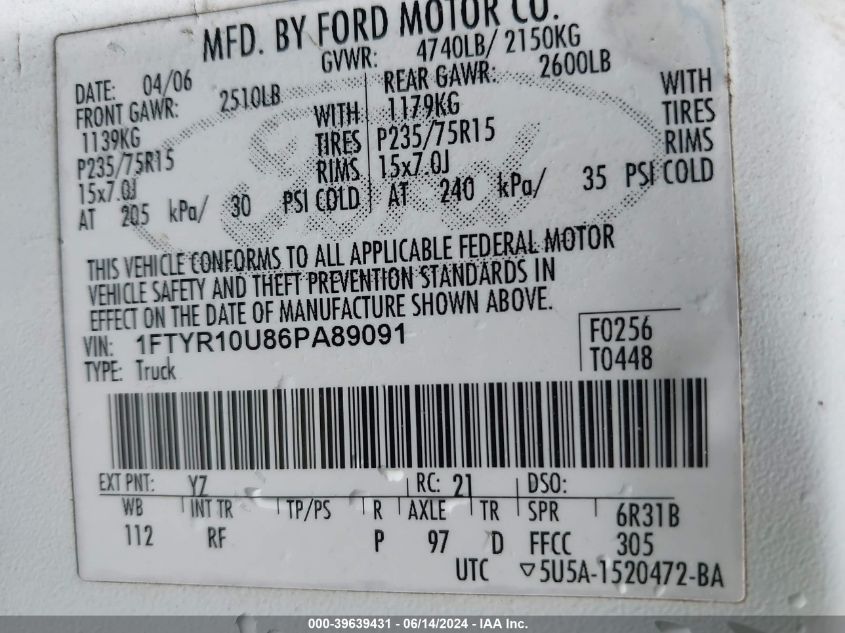 MFD. BY FORD MOTOR CO.
DATE: 04/06 GVWR: 4740LB/ 2150KG
FRONT GAWR: 2510LB REAR GAWR: 2600LB
1139KG WITH 1179KG WITH
P235/75R15 TIRES P235/75R15 TIRES
15x7.0J RIMS 15x7.0J RIMS
AT 205 kPa/ 30 PSI COLD AT 240 kPa/ 35 PSI COLD
Ford
THIS VEHICLE CONFORMS TO ALL APPLICABLE FEDERAL MOTOR
VEHICLE SAFETY AND THEFT PREVENTION STANDARDS IN
EFFECT ON THE DATE OF MANUFACTURE SHOWN ABOVE.
VIN: 1FTYR10U86PA89091 F0256
TYPE: Truck T0448
EXT PNT: YZ RC: 21 DSO:
WB INT TR TP/PS R AXLE TR SPR 6R31B
112 RF P 97 D FFCC 305
UTC ▽5U5A-1520472-BA
000-39639431 - 06/14/2024 - IAA Inc.